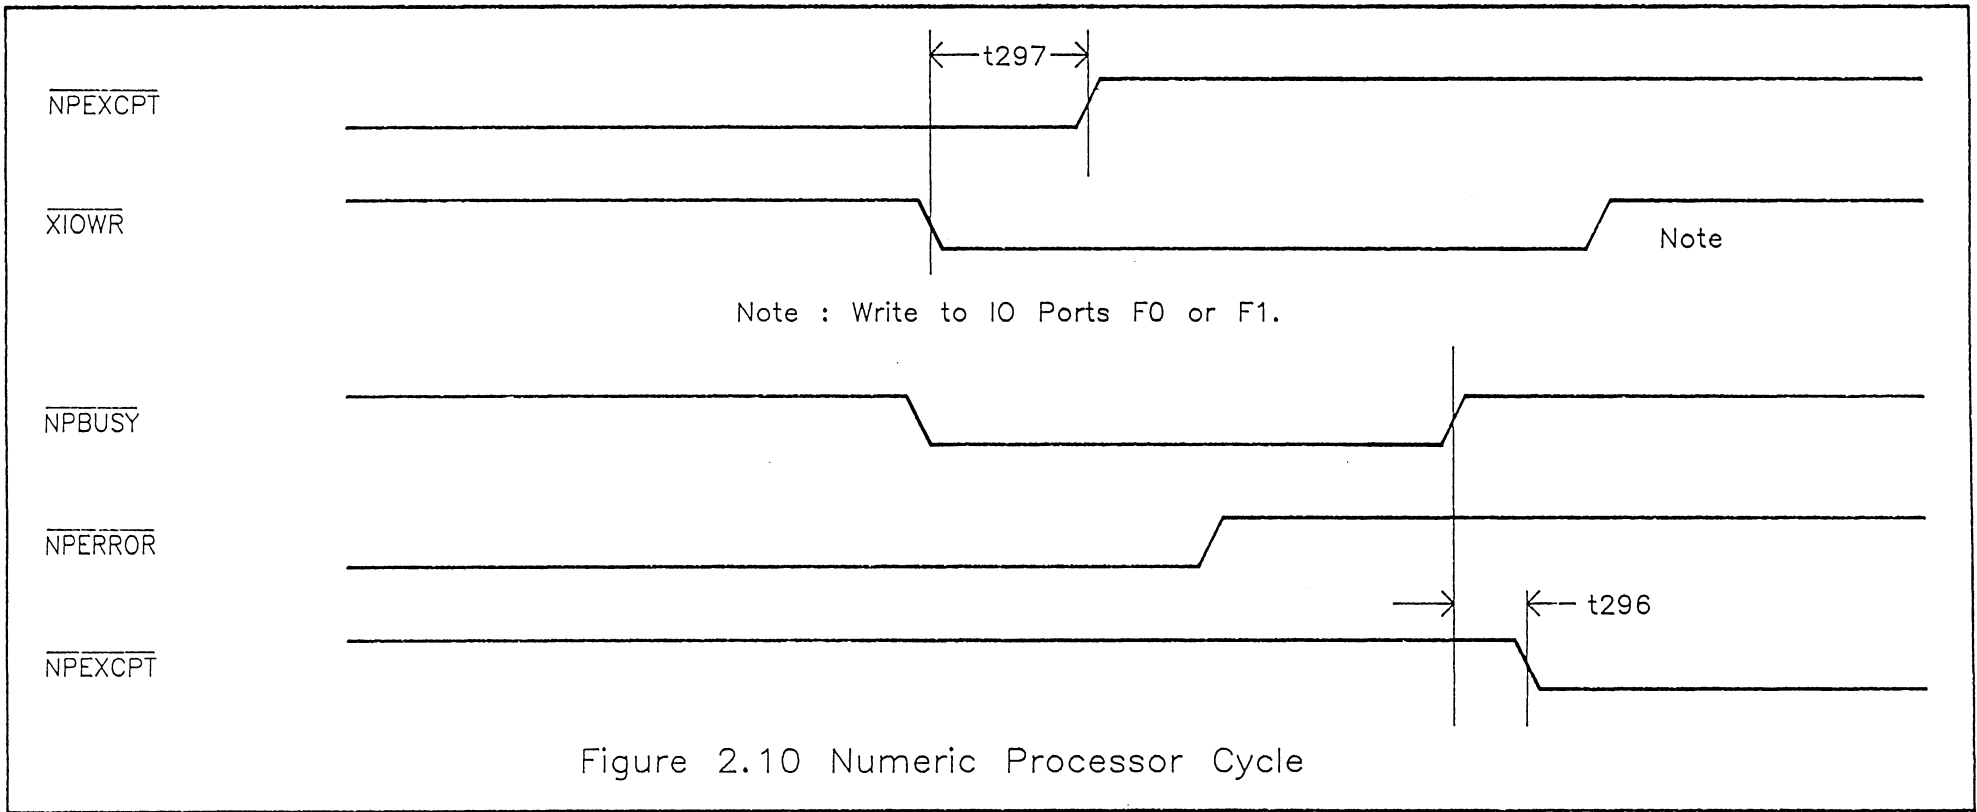 t297
NPEXCPT
XIOWR
Note
Note : Write to IO Ports F0 or F1.
NPBUSY
NPERROR
t296
NPEXCPT
Figure 2.10 Numeric Processor Cycle